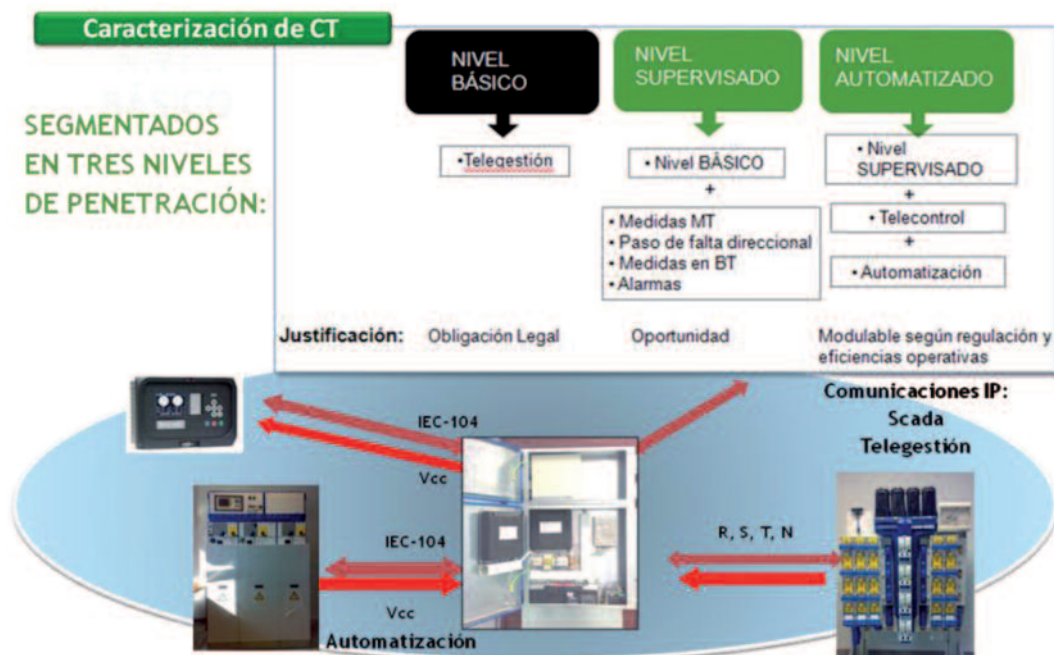 Caracterización de CT
SEGMENTADOS
EN TRES NIVELES
DE PENETRACIÓN:
NIVEL
BÁSICO
NIVEL
SUPERVISADO
NIVEL
AUTOMATIZADO
•Telegestión
• Nivel BÁSICO
+
• Medidas MT
• Paso de falta direccional
• Medidas en BT
• Alarmas
• Nivel
SUPERVISADO
+
• Telecontrol
+
• Automatización
Justificación:
Obligación Legal
Oportunidad
Modulable según regulación y
eficiencias operativas
Comunicaciones IP:
Scada
Telegestión
IEC-104
Vcc
IEC-104
Vcc
R, S, T, N
Automatización